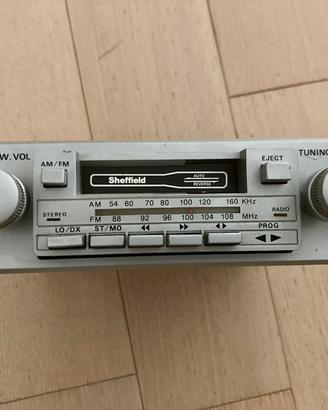 W. VOL
AM/FM
EJECT
TUNING
Sheffield
AUTO
REVERSE
AM 54 60 70 80 100 120 160 KHz
STEREO
RADIO
FM 88 92 96 100 104 108 MHz
LO/DX ST/MO PROG